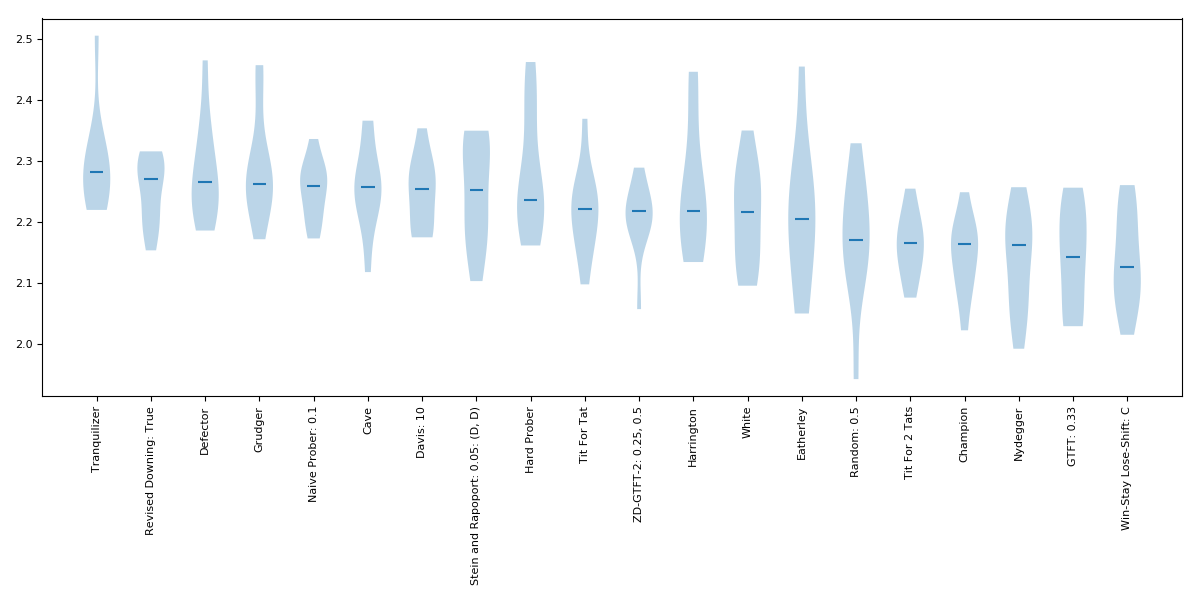 2.5
2.4
2.3
2.2
2.1
2.0
Tranquilizer
Revised Downing: True
Defector
Grudger
Naive Prober: 0.1
Cave
Davis: 10
Stein and Rapoport: 0.05: (D, D)
Hard Prober
Tit For Tat
ZD-GTFT-2: 0.25, 0.5
Harrington
White
Eatherley
Random: 0.5
Tit For 2 Tats
Champion
Nydegger
GTFT: 0.33
Win-Stay Lose-Shift: C